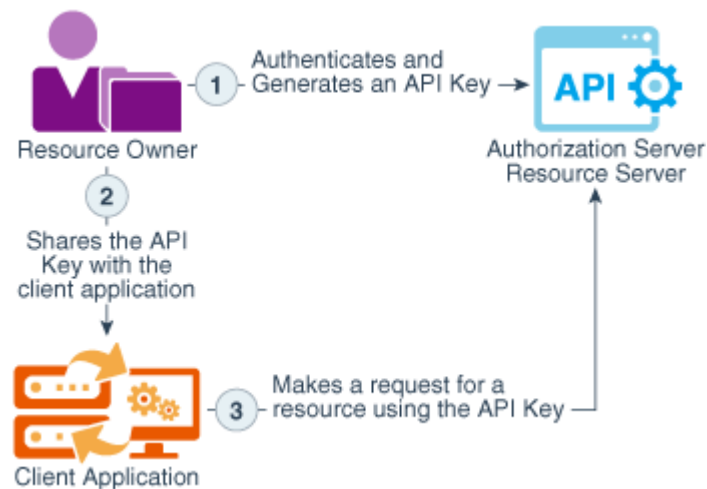 1
Authenticates and
Generates an API Key
API
Resource Owner
Authorization Server
Resource Server
2
Shares the API
Key with the
client application
3
Makes a request for a
resource using the API Key
Client Application